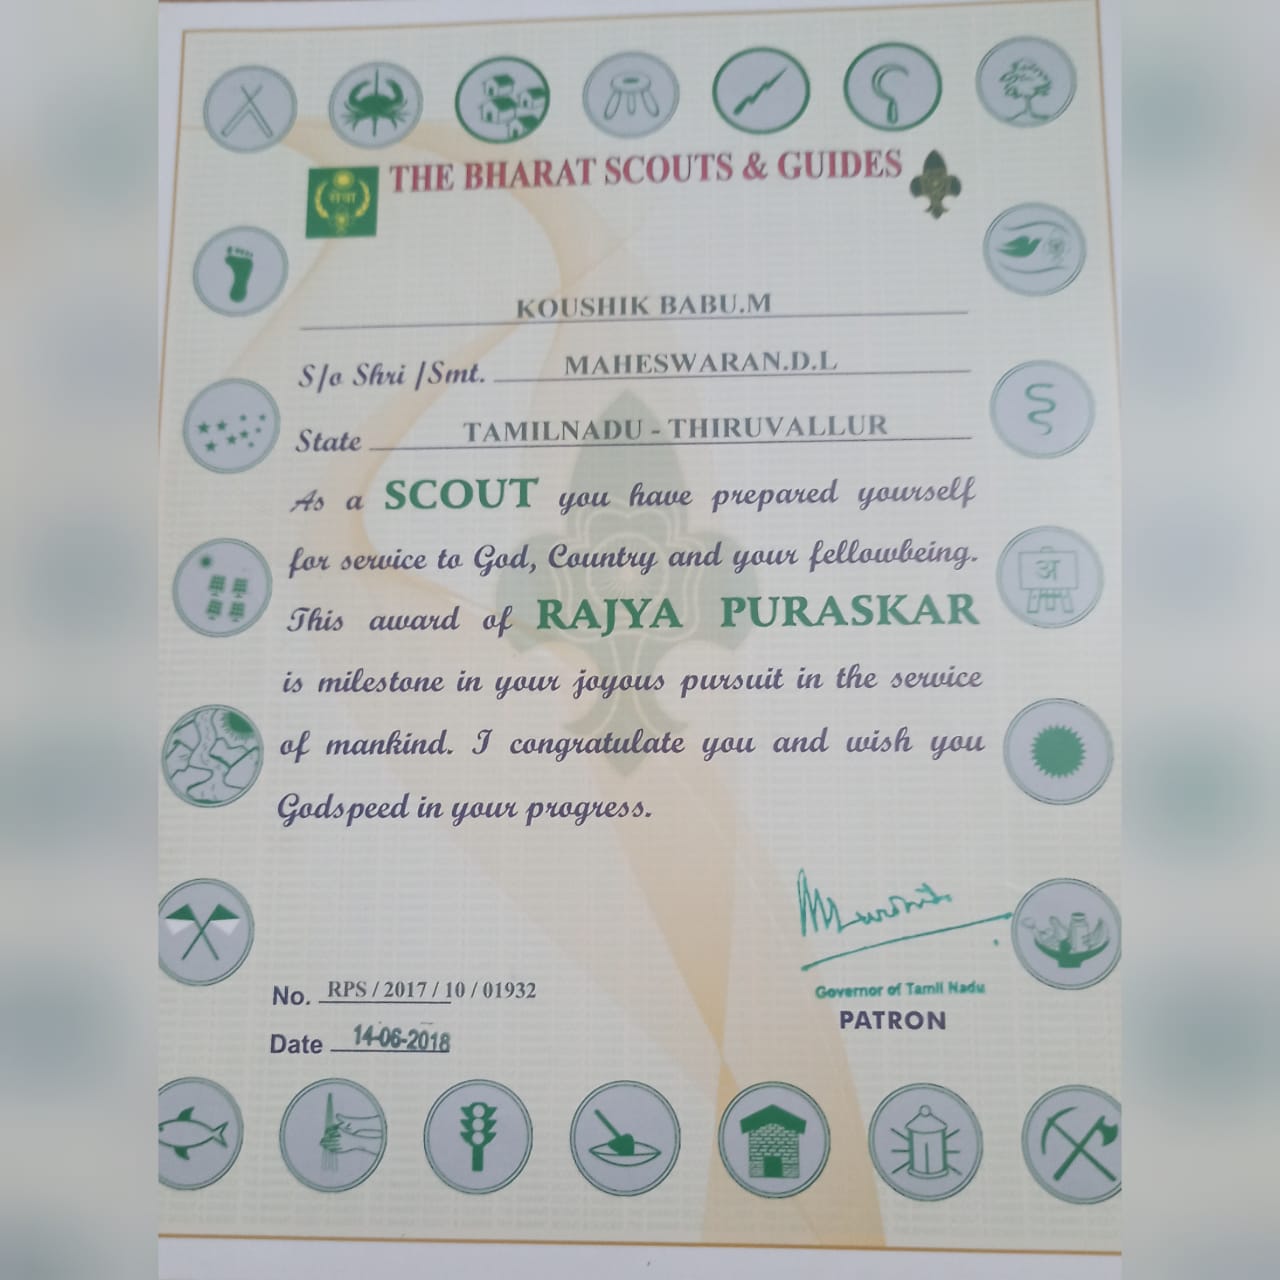 THE BHARAT SCOUTS & GUIDES
सेवा
KOUSHIK BABU.M
S/o Shri /Smt. MAHESWARAN.D.L
State TAMILNADU - THIRUVALLUR
As a SCOUT you have prepared yourself
for service to God, Country and your fellowbeing.
This award of RAJYA PURASKAR
is milestone in your joyous pursuit in the service
of mankind. I congratulate you and wish you
Godspeed in your progress.
अ
No. RPS / 2017 / 10 / 01932
Date 14-06-2018
Governor of Tamil Nadu
PATRON